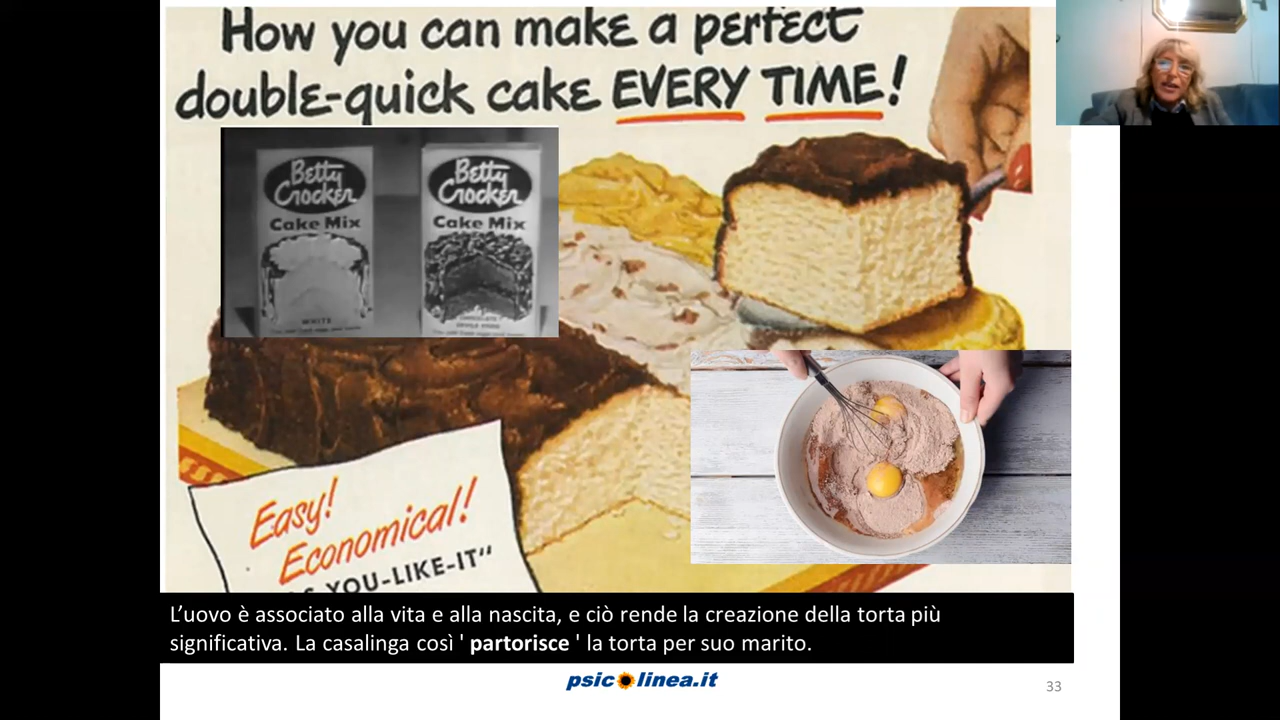 How you can make a perfect
double-quick cake EVERY TIME!
Betty
Crocker
Cake Mix
WHITE
Betty
Crocker
Cake Mix
Easy!
Economical!
YOU-LIKE-IT"
L'uovo è associato alla vita e alla nascita, e ciò rende la creazione della torta più
significativa. La casalinga così ' partorisce ' la torta per suo marito.
psicolinea.it
33